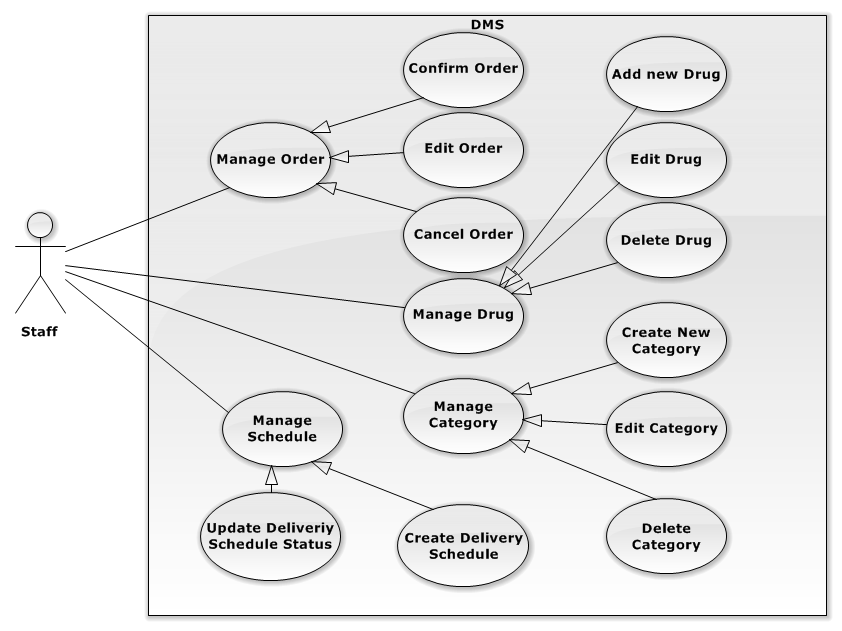 DMS
Confirm Order
Add new Drug
Manage Order
Edit Order
Edit Drug
Cancel Order
Delete Drug
Staff
Manage Drug
Create New
Category
Manage
Schedule
Manage
Category
Edit Category
Update Deliveriy
Schedule Status
Create Delivery
Schedule
Delete
Category